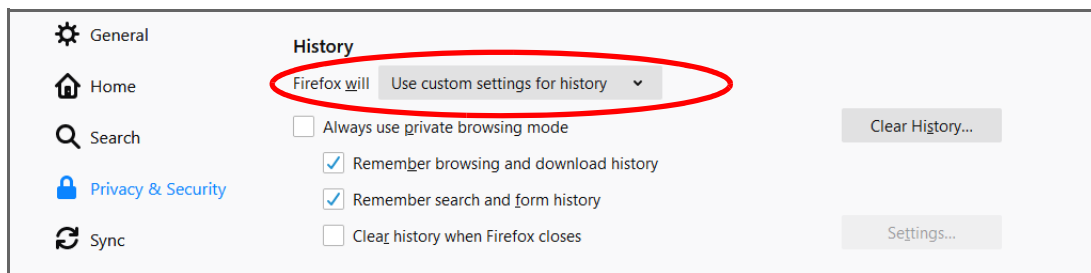 General
Home
Search
Privacy & Security
Sync
History
Firefox will Use custom settings for history
Always use private browsing mode
Clear History...
Remember browsing and download history
Remember search and form history
Clear history when Firefox closes
Settings...